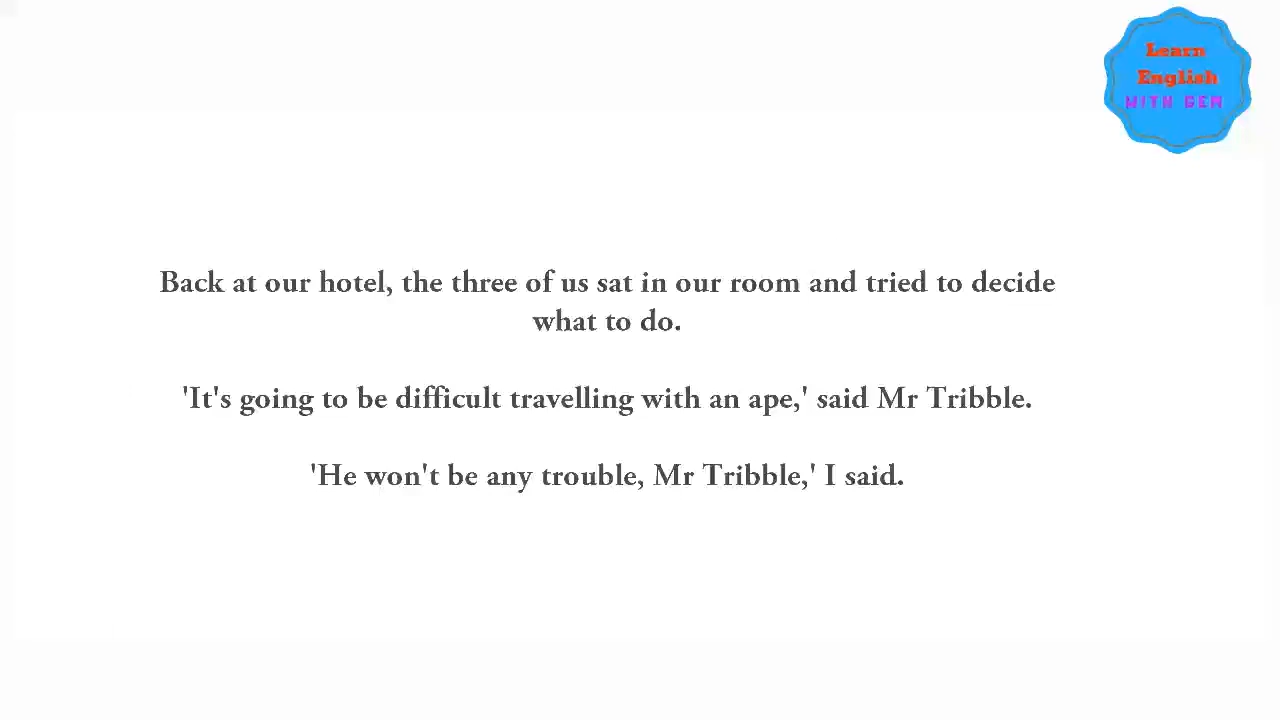 Learn
English
WITH GEM
Back at our hotel, the three of us sat in our room and tried to decide
what to do.
'It's going to be difficult travelling with an ape,' said Mr Tribble.
'He won't be any trouble, Mr Tribble,' I said.